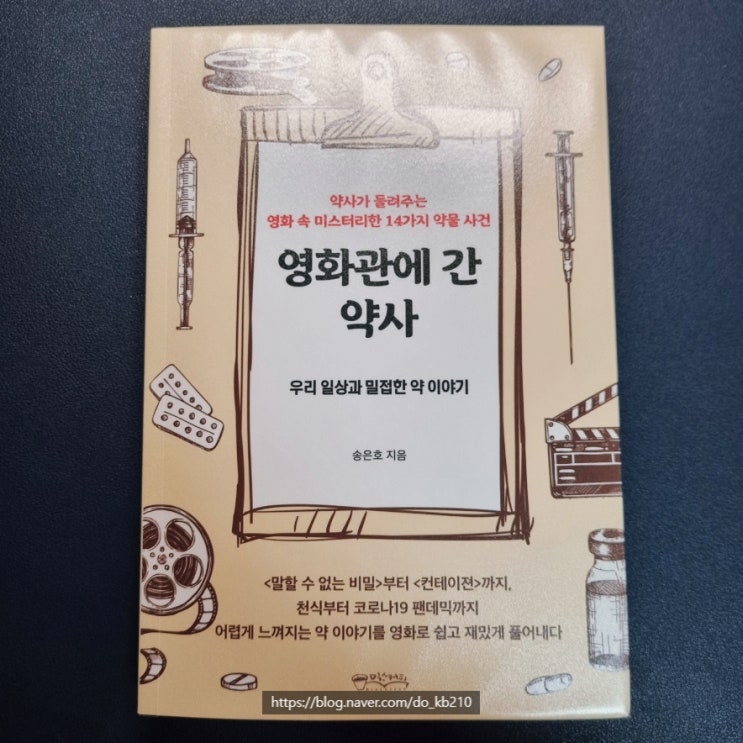 약사가 들려주는
영화 속 미스터리한 14가지 약물 사건
영화관에 간
약사
우리 일상과 밀접한 약 이야기
송은호 지음
<말할 수 없는 비밀>부터 <컨테이젼>까지,
천식부터 코로나19 팬데믹까지
어렵게 느껴지는 약 이야기를 영화로 쉽고 재밌게 풀어내다
https://blog.naver.com/do_kb210